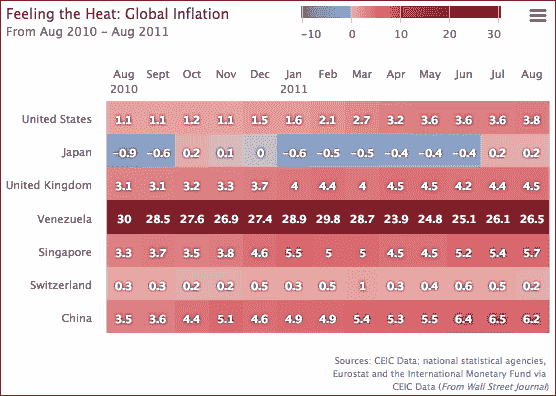 Feeling the Heat: Global Inflation
From Aug 2010 - Aug 2011
-10 0 10 20 30
Aug Sept Oct Nov Dec Jan Feb Mar Apr May Jun Jul Aug
2010 2011
United States 1.1 1.1 1.2 1.1 1.5 1.6 2.1 2.7 3.2 3.6 3.6 3.6 3.8
Japan -0.9 -0.6 0.2 0.1 0 -0.6 -0.5 -0.5 -0.4 -0.4 -0.4 0.2 0.2
United Kingdom 3.1 3.1 3.2 3.3 3.7 4 4.4 4 4.5 4.5 4.2 4.4 4.5
Venezuela 30 28.5 27.6 26.9 27.4 28.9 29.8 28.7 23.9 24.8 25.1 26.1 26.5
Singapore 3.3 3.7 3.5 3.8 4.6 5.5 5 5 4.5 4.5 5.2 5.4 5.7
Switzerland 0.3 0.3 0.2 0.2 0.5 0.3 0.5 1 0.3 0.4 0.6 0.5 0.2
China 3.5 3.6 4.4 5.1 4.6 4.9 4.9 5.4 5.3 5.5 6.4 6.5 6.2
Sources: CEIC Data; national statistical agencies,
Eurostat and the International Monetary Fund via
CEIC Data (From Wall Street Journal)